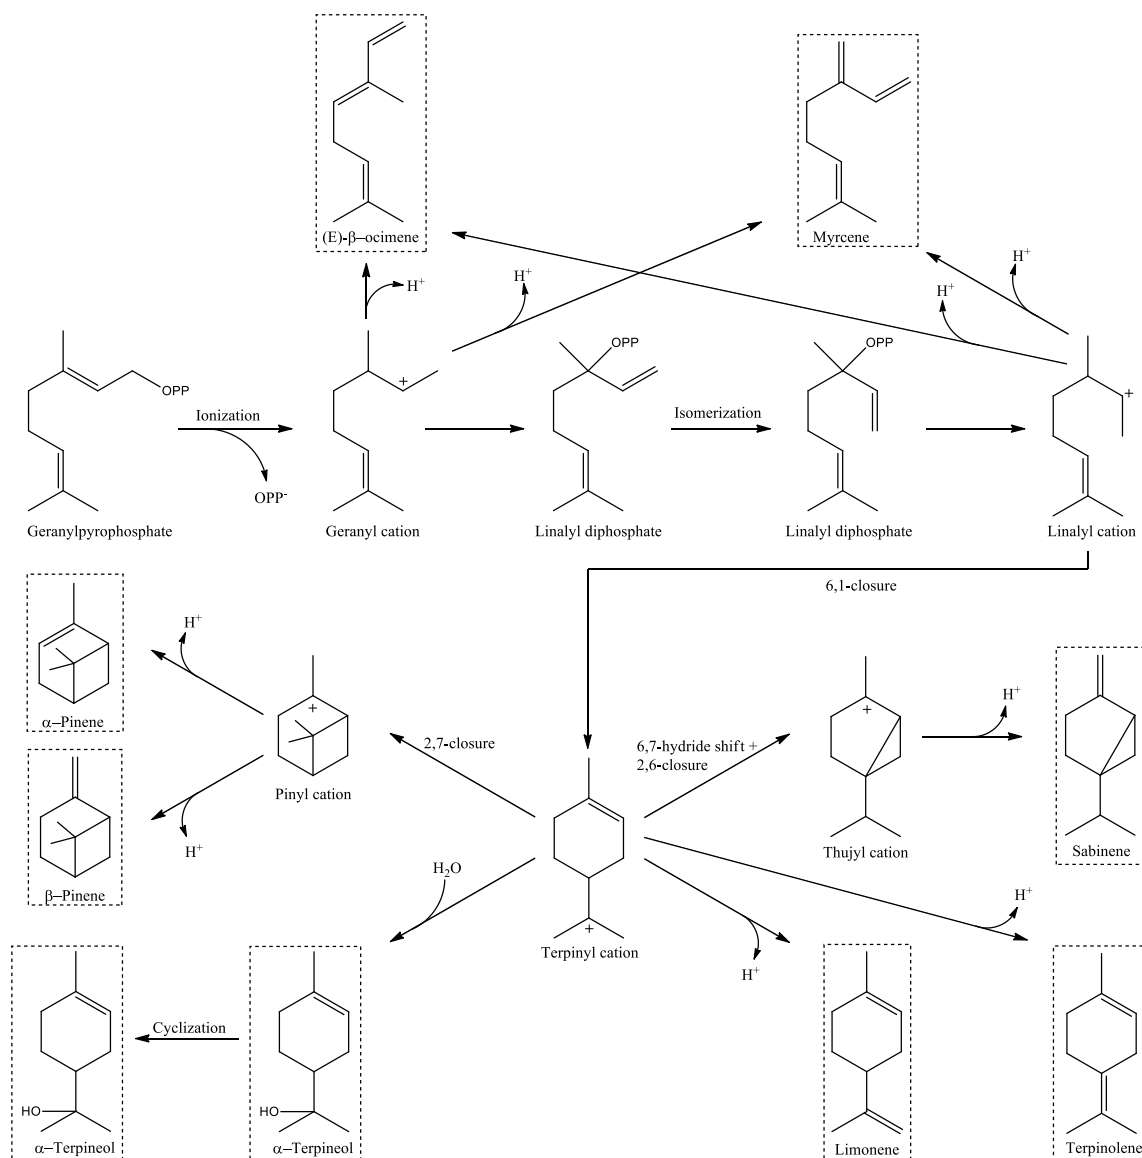 (E)-β–ocimene
Myrcene
H+
H+
H+
H+
OPP
OPP
OPP
+
+
Ionization
Isomerization
OPP-
Geranylpyrophosphate
Geranyl cation
Linalyl diphosphate
Linalyl diphosphate
Linalyl cation
6,1-closure
H+
α–Pinene
+
2,7-closure
6,7-hydride shift +
2,6-closure
+
H+
Pinyl cation
H+
β–Pinene
Thujyl cation
Sabinene
H2O
+
Terpinyl cation
H+
H+
Cyclization
HO
HO
α–Terpineol
α–Terpineol
Limonene
Terpinolene